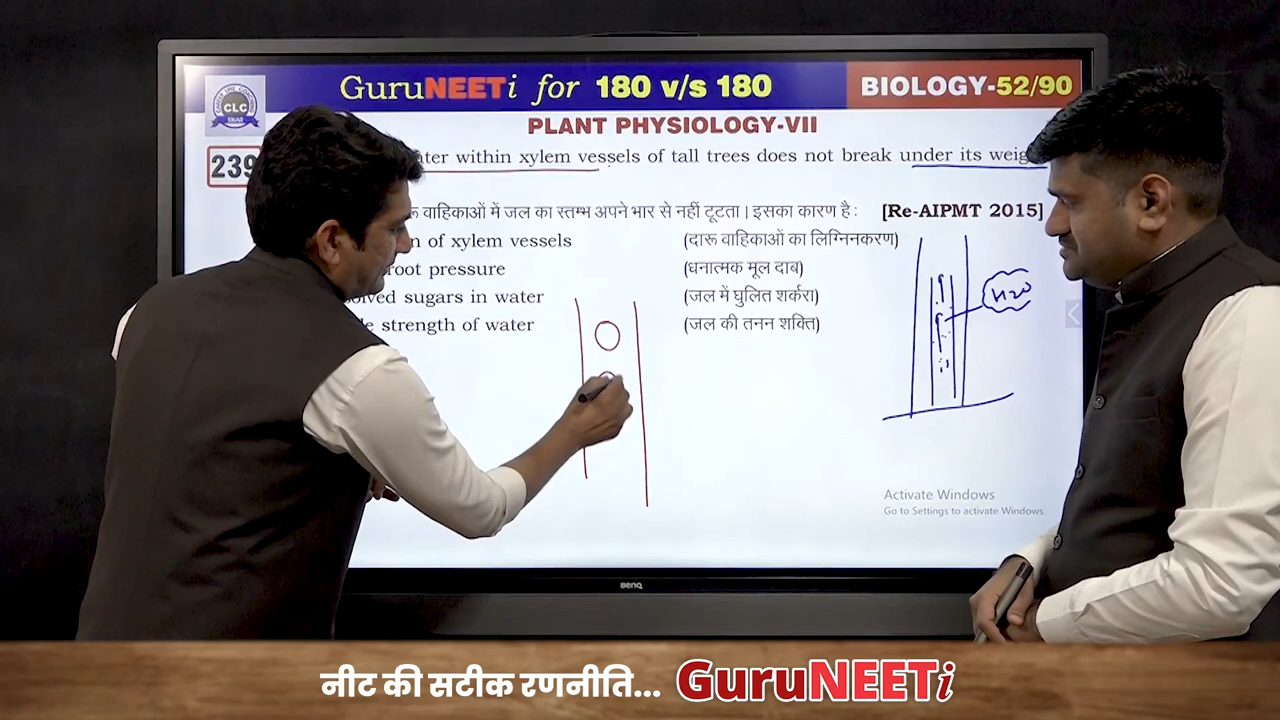 GuruNEETi for 180 v/s 180
BIOLOGY-52/90
CLC
SIKAR
PLANT PHYSIOLOGY-VII
239
within xylem vessels of tall trees does not break under its
वाहिकाओं में जल का स्तम्भ अपने भार से नहीं टूटता। इसका कारण है : [Re-AIPMT 2015]
of xylem vessels (दारू वाहिकाओं का लिग्निनकरण)
root pressure (धनात्मक मूल दाब)
sugars in water (जल में घुलित शर्करा)
strength of water (जल की तनन शक्ति)
H2O
Activate Windows
Go to Settings to activate Windows.
BenQ
नीट की सटीक रणनीति... GuruNEETi